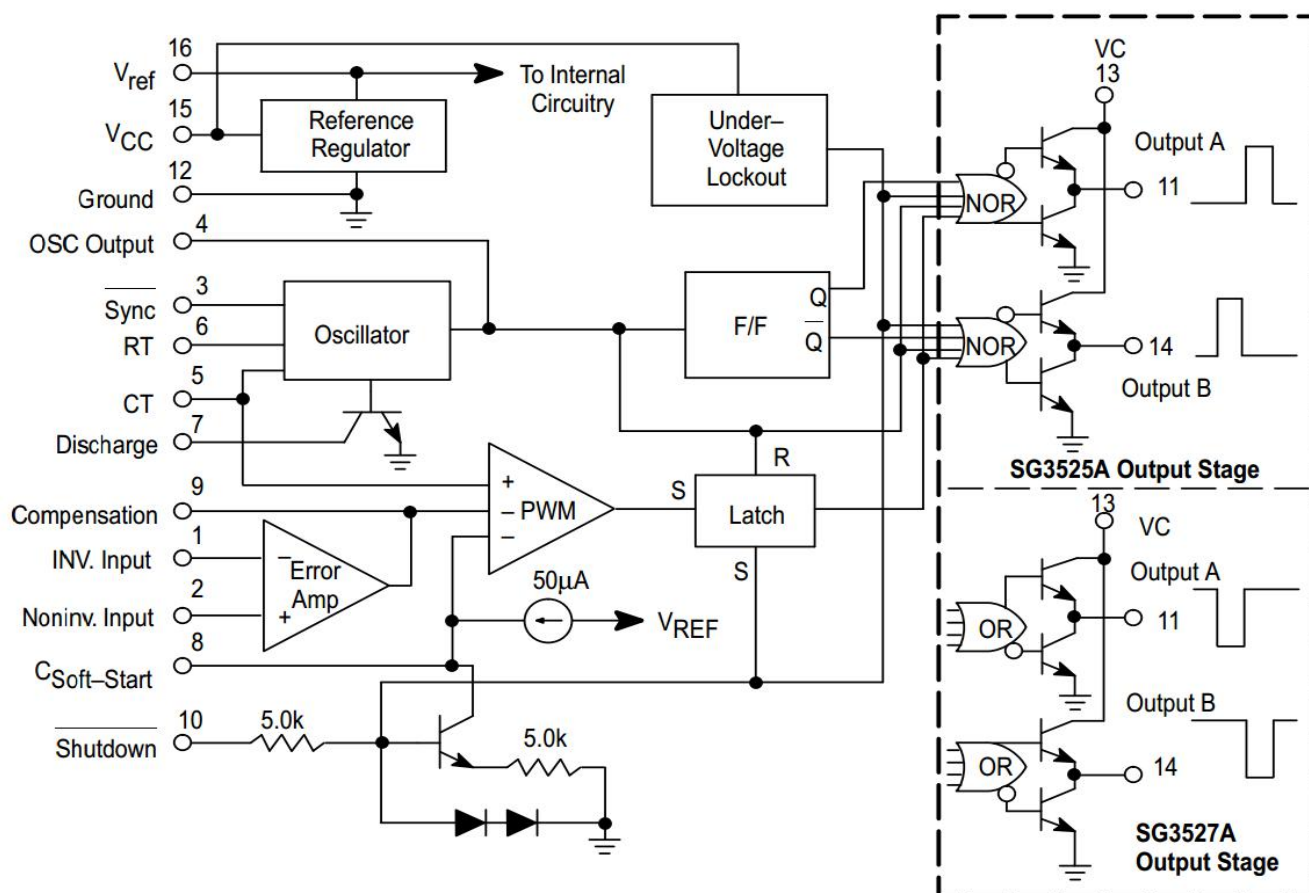 16
Vref
15
VCC
12
Ground
4
OSC Output
3
Sync
6
RT
5
CT
7
Discharge
9
Compensation
1
INV. Input
2
Noninv. Input
8
CSoft–Start
10
Shutdown
5.0k
5.0k
Reference
Regulator
To Internal
Circuitry
Under–
Voltage
Lockout
Oscillator
F/F
Q
Q
+
–
–
PWM
–
Error
Amp
+
50µA
VREF
S
R
Latch
S
VC
13
Output A
NOR
11
NOR
14
Output B
SG3525A Output Stage
13
VC
Output A
OR
11
Output B
OR
14
SG3527A
Output Stage